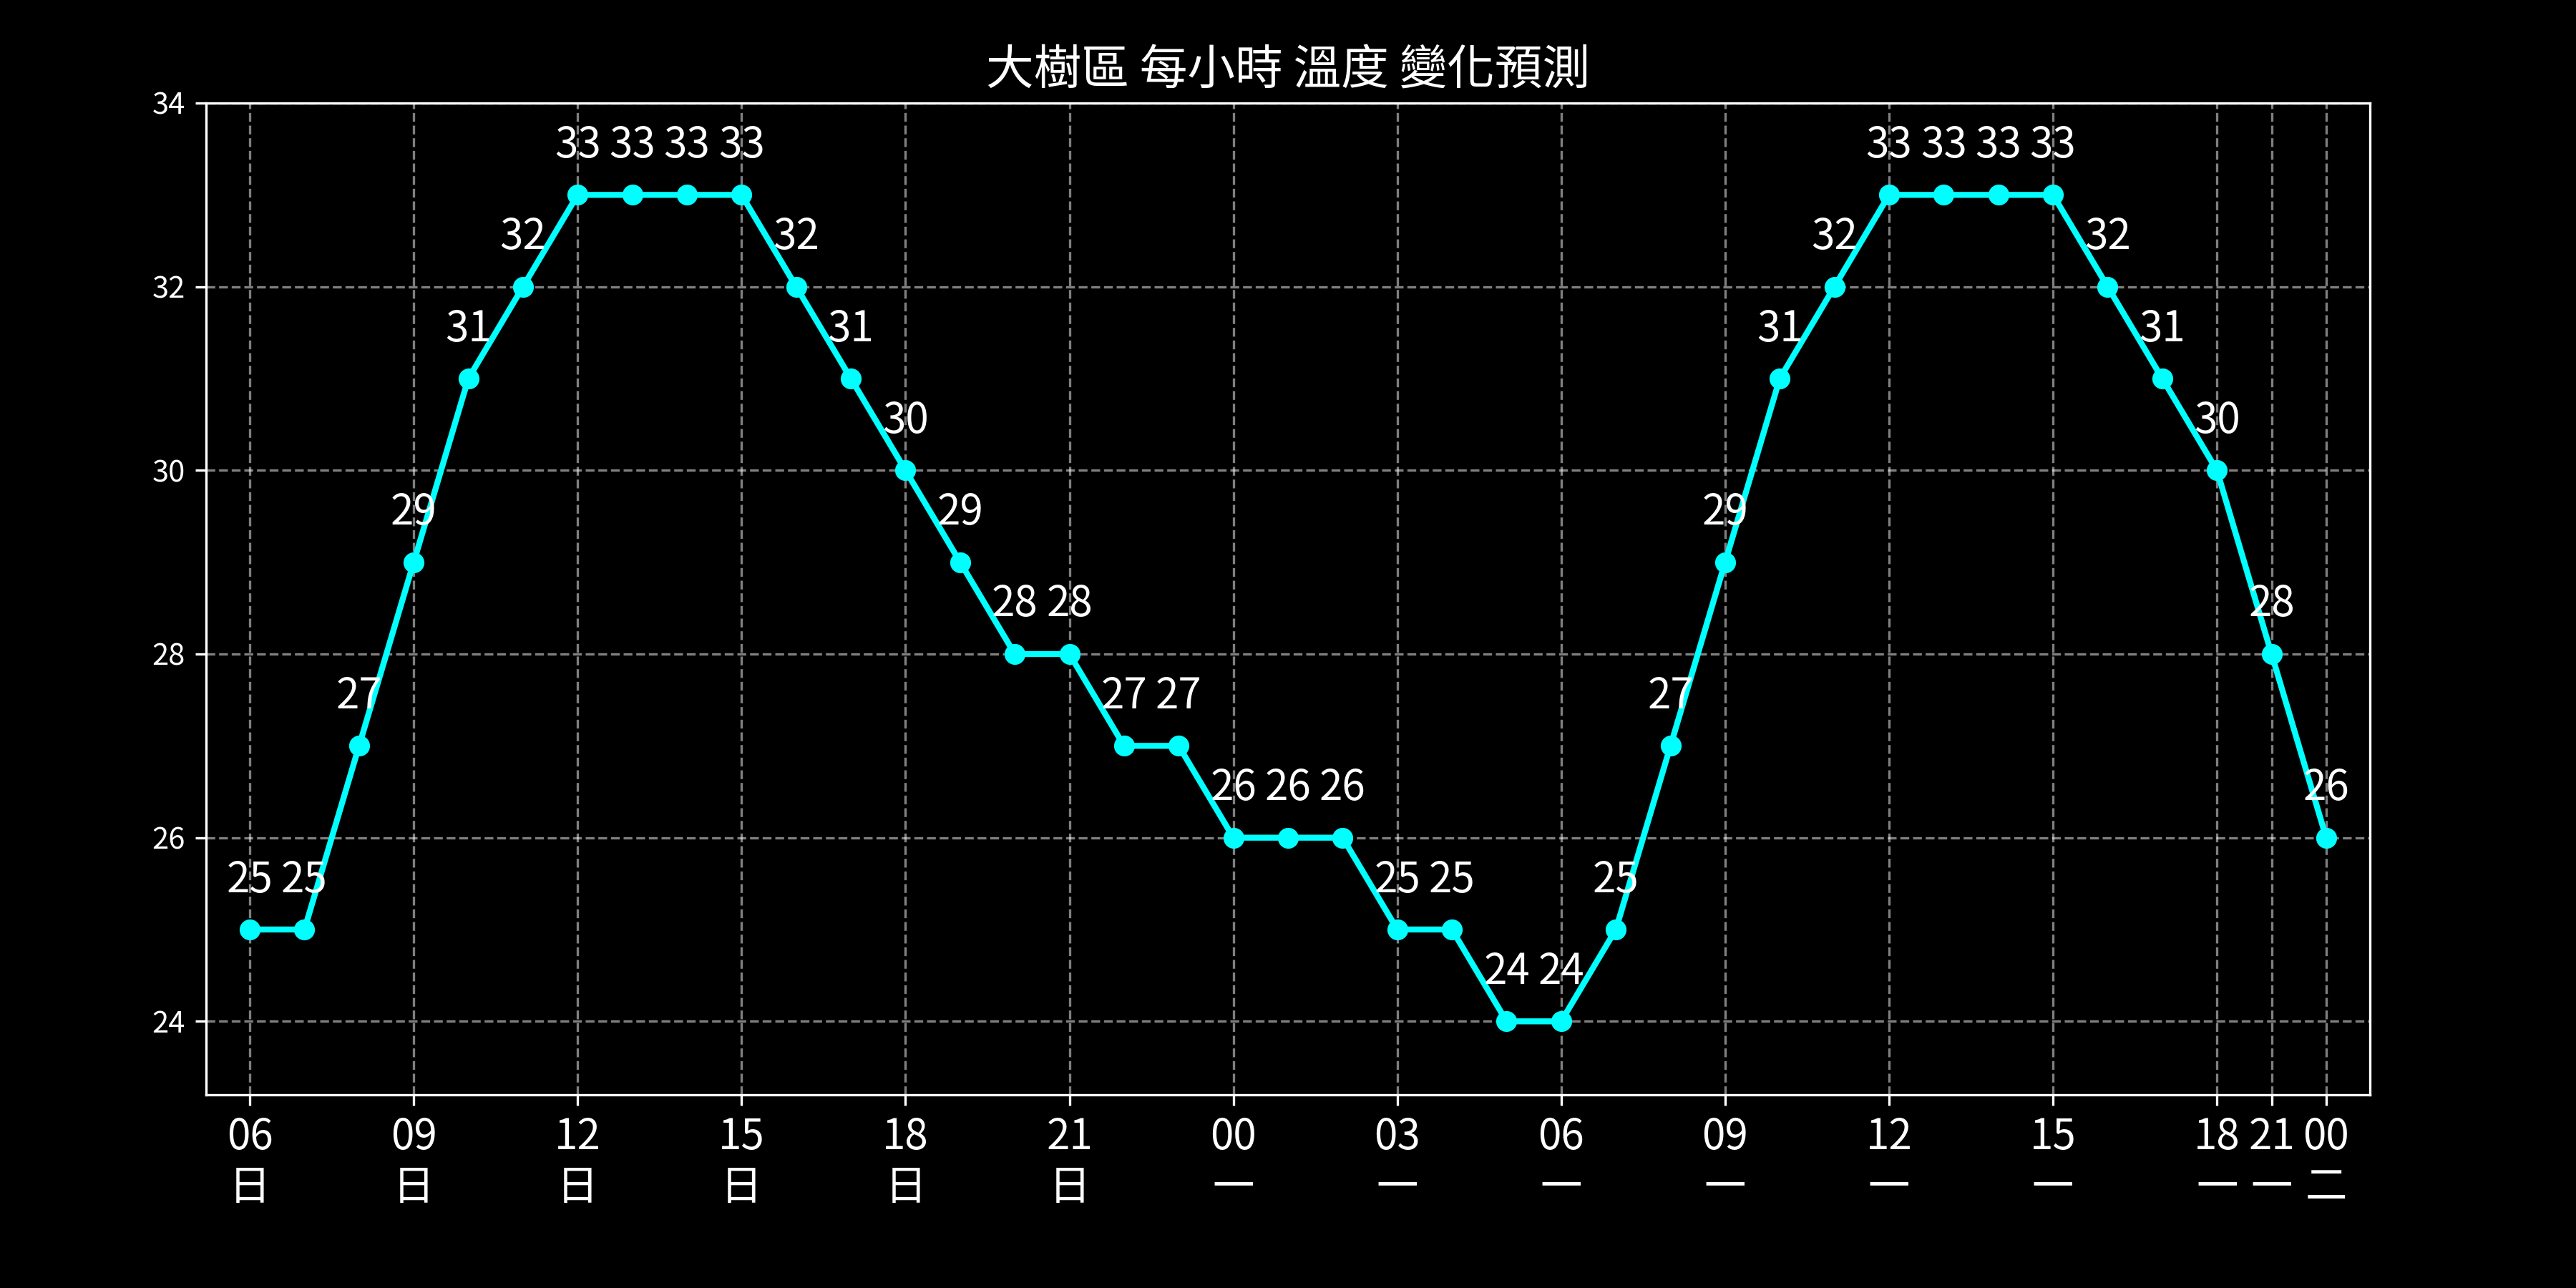 大樹區 每小時 溫度 變化預測
34
33 33 33 33 33 33 33 33
32 32 32 32
32
31 31 31 31
30 30
30
29 29 29
28 28 28
28
27 27 27 27
26 26 26 26
26
25 25 25 25 25
24 24
24
06 09 12 15 18 21 00 03 06 09 12 15 18 21 00
日 日 日 日 日 日 一 一 一 一 一 一 一 一 二